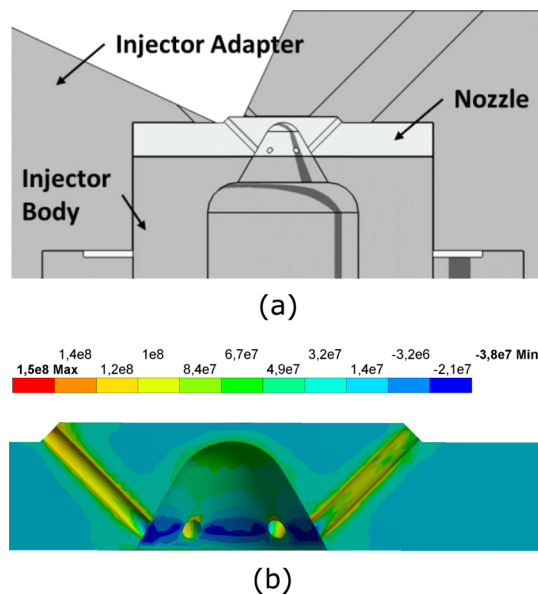 Injector Adapter
Nozzle
Injector
Body
(a)
1,4e8 1e8 6,7e7 3,2e7 -3,2e6 -3,8e7 Min
1,5e8 Max 1,2e8 8,4e7 4,9e7 1,4e7 -2,1e7
(b)